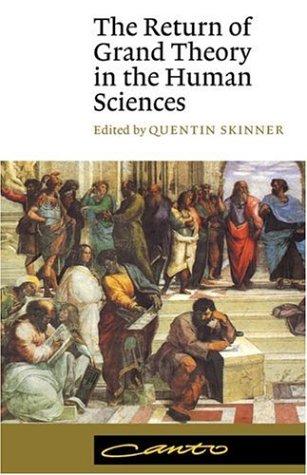 The Return of
Grand Theory
in the Human
Sciences
Edited by QUENTIN SKINNER
Canto